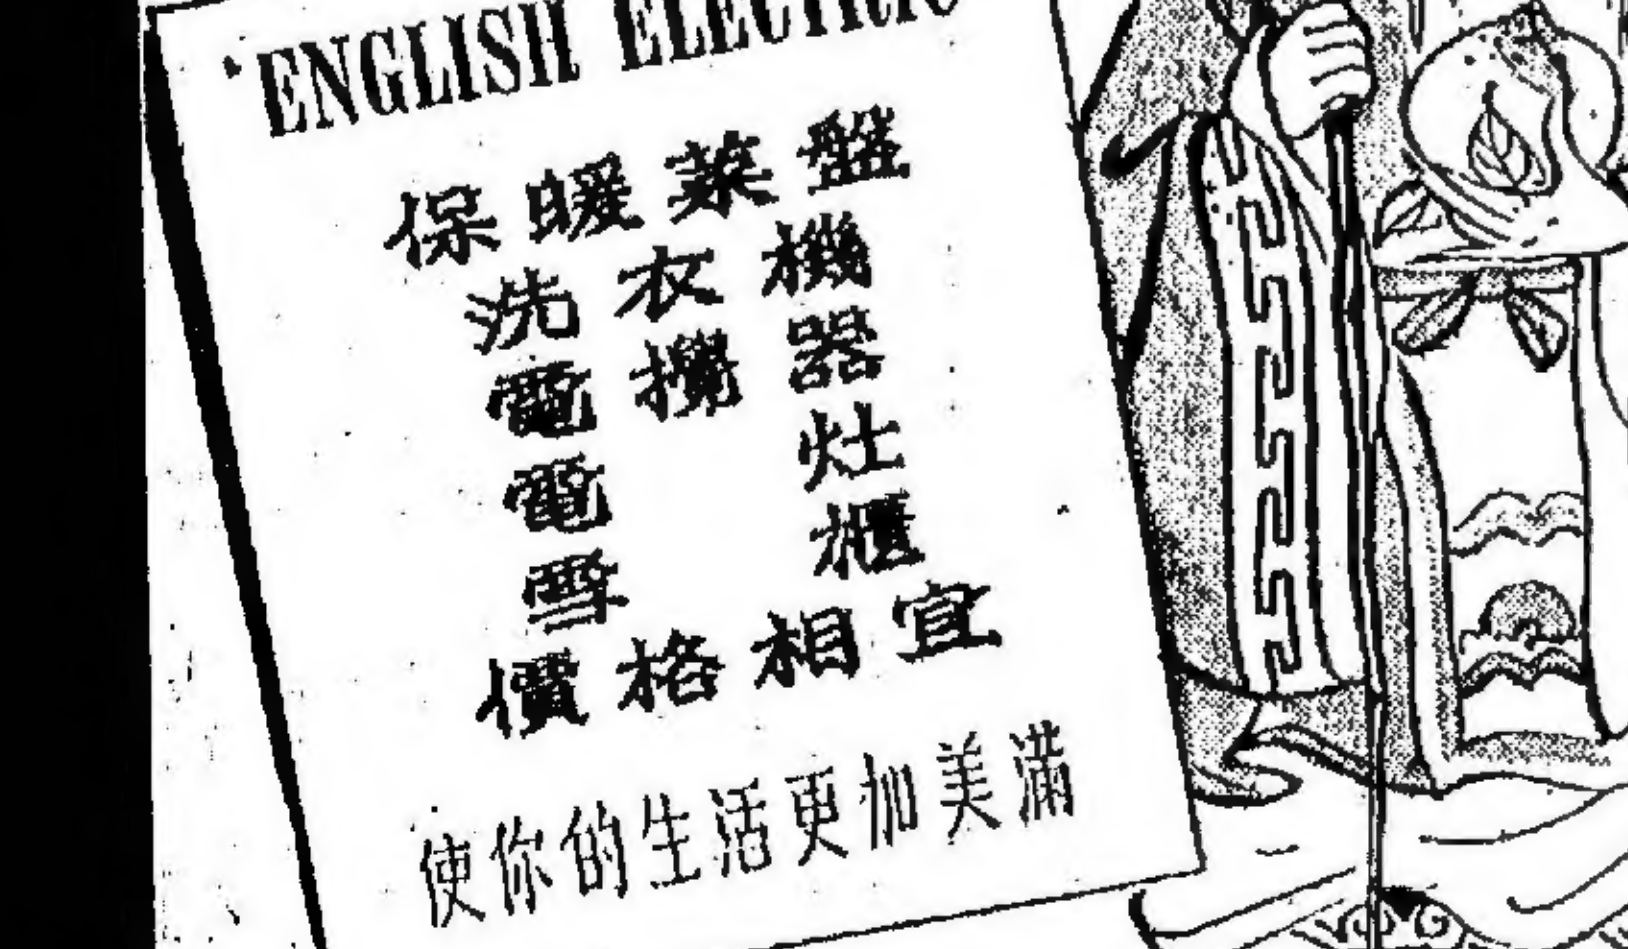 'ENGLISH ELECTRIC
保暖菜盤
洗衣機
電攪器
電灶
雪櫃
價格相宜
使你的生活更加美滿